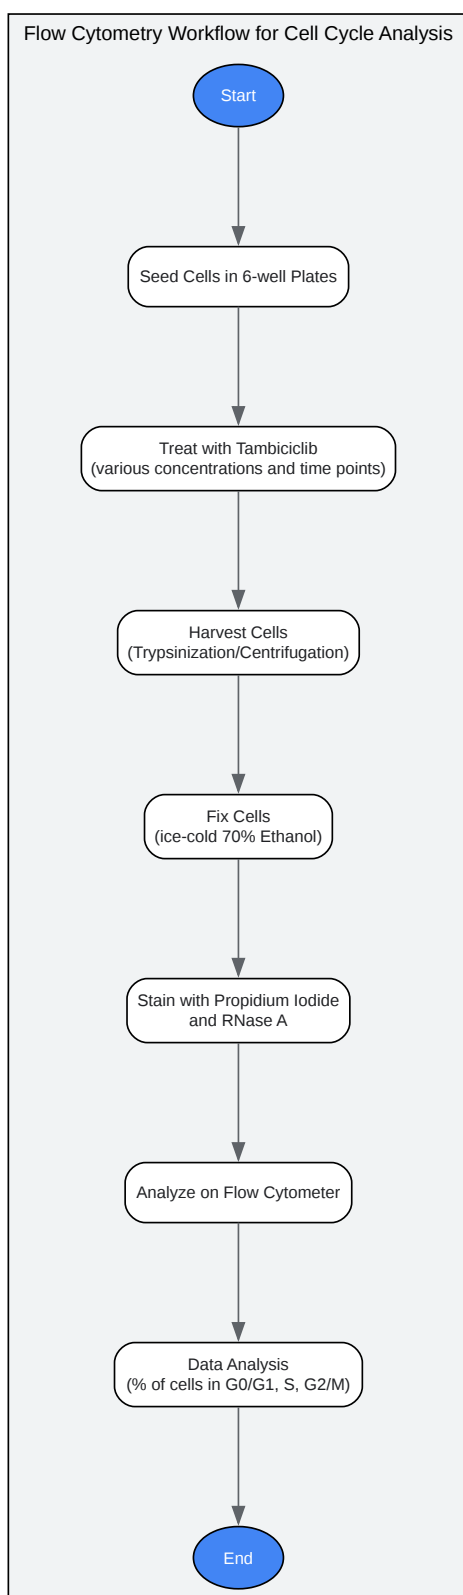 Flow Cytometry Workflow for Cell Cycle Analysis
Start
Seed Cells in 6-well Plates
Treat with Tambiciclib
(various concentrations and time points)
Harvest Cells
(Trypsinization/Centrifugation)
Fix Cells
(ice-cold 70% Ethanol)
Stain with Propidium Iodide
and RNase A
Analyze on Flow Cytometer
Data Analysis
(% of cells in G0/G1, S, G2/M)
End